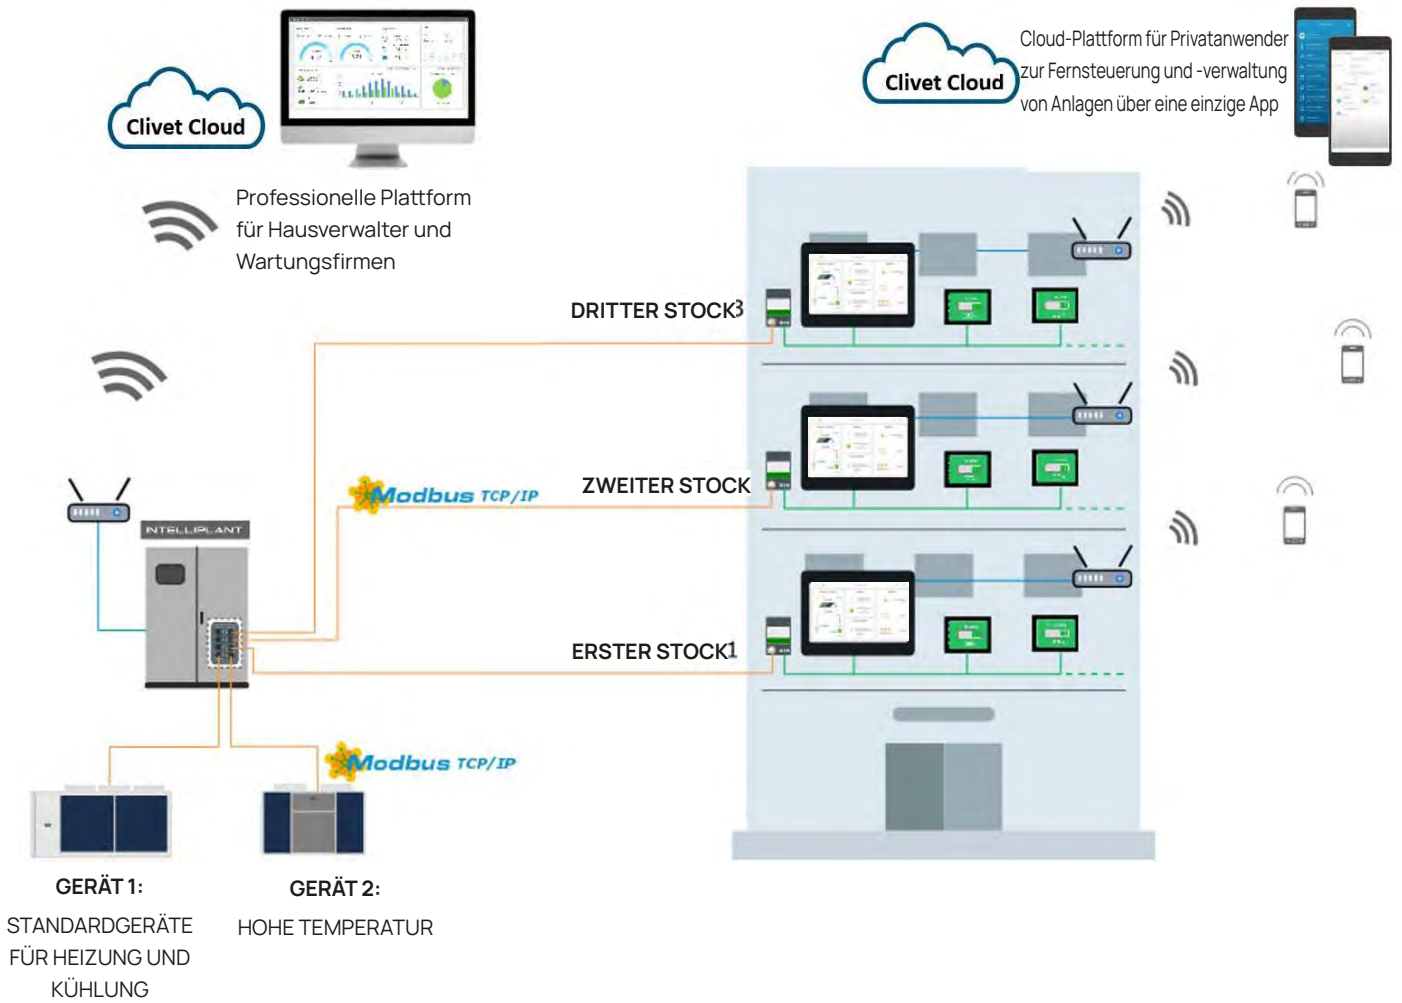 Clivet Cloud
Professionelle Plattform
für Hausverwalter und
Wartungsfirmen
Clivet Cloud
Cloud-Plattform für Privatanwender
zur Fernsteuerung und -verwaltung
von Anlagen über eine einzige App
DRITTER STOCK3
Modbus TCP/IP
ZWEITER STOCK
INTELLIPLANT
ERSTER STOCK1
Modbus TCP/IP
GERÄT 1:
STANDARDGERÄTE
FÜR HEIZUNG UND
KÜHLUNG
GERÄT 2:
HOHE TEMPERATUR